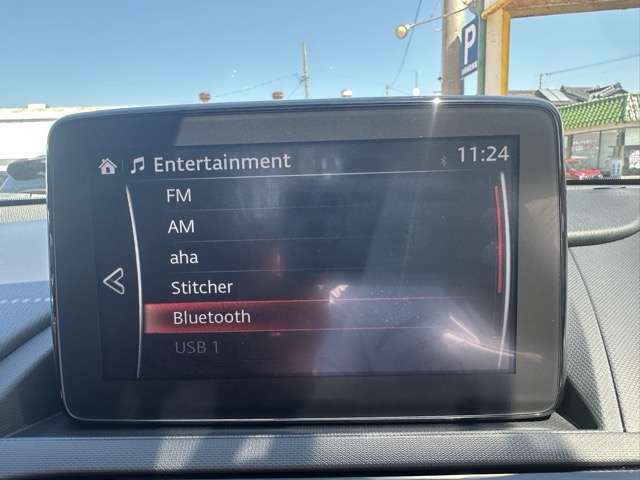 P
Entertainment
11:24
FM
AM
aha
Stitcher
Bluetooth
USB 1